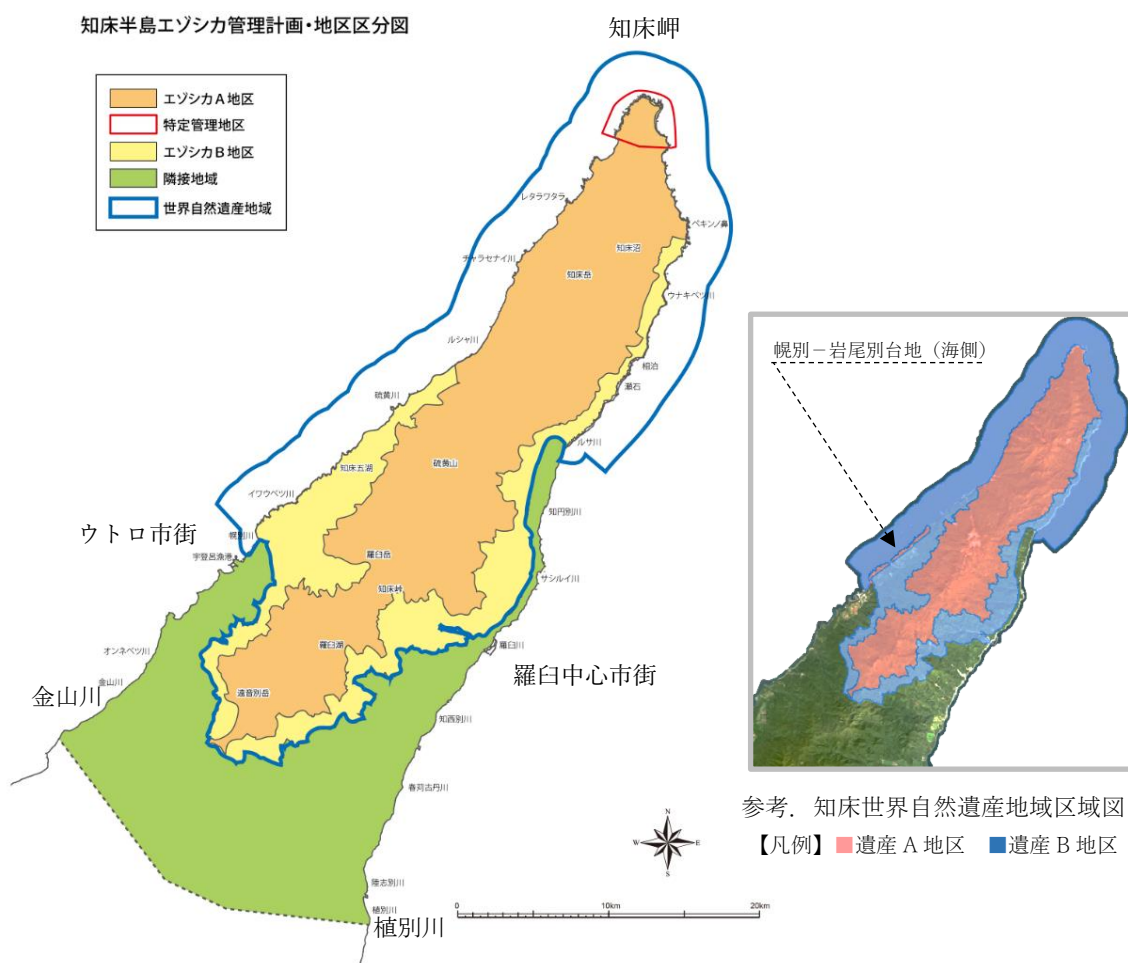 知床半島エゾシカ管理計画・地区区分図
知床岬
エゾシカA地区
特定管理地区
エゾシカB地区
隣接地域
世界自然遺産地域
レタラワタラ
ペキンノ鼻
知床沼
チャラセナイ川
知床岳
ウナキベツ川
ルシャ川
相泊
瀬石
硫黄川
ルサ川
知床五湖
硫黄山
イワウベツ川
知円別川
ウトロ市街
幌別川
宇登呂漁港
羅臼岳
サシルイ川
知床峠
オンネベツ川
羅臼湖
羅臼川
羅臼中心市街
金山川
金山川
遠音別岳
知西別川
春苅古丹川
陸志別川
植別川
植別川
N
W
E
S
0
10km
20km
幌別－岩尾別台地（海側）
参考．知床世界自然遺産地域区域図
【凡例】 遺産 A 地区 遺産 B 地区